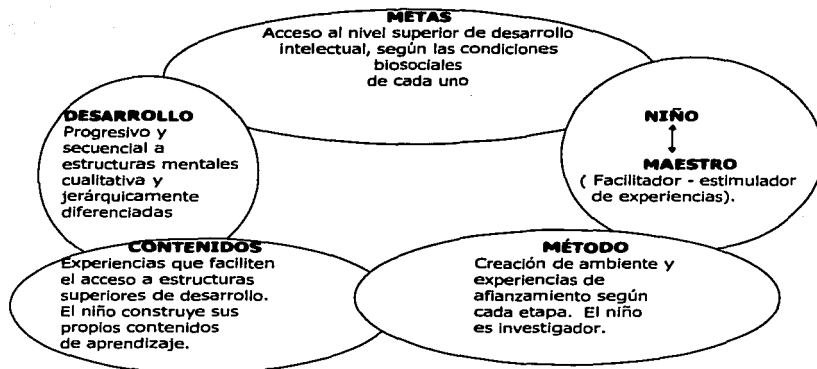 METAS
Acceso al nivel superior de desarrollo
intelectual, según las condiciones
biosociales
de cada uno
DESARROLLO
Progresivo y
secuencial a
estructuras mentales
cualitativa y
jerárquicamente
diferenciadas
NIÑO
MAESTRO
( Facilitador - estimulador
de experiencias).
CONTENIDOS
Experiencias que faciliten
el acceso a estructuras
superiores de desarrollo.
El niño construye sus
propios contenidos
de aprendizaje.
MÉTODO
Creación de ambiente y
experiencias de
afianzamiento según
cada etapa. El niño
es investigador.